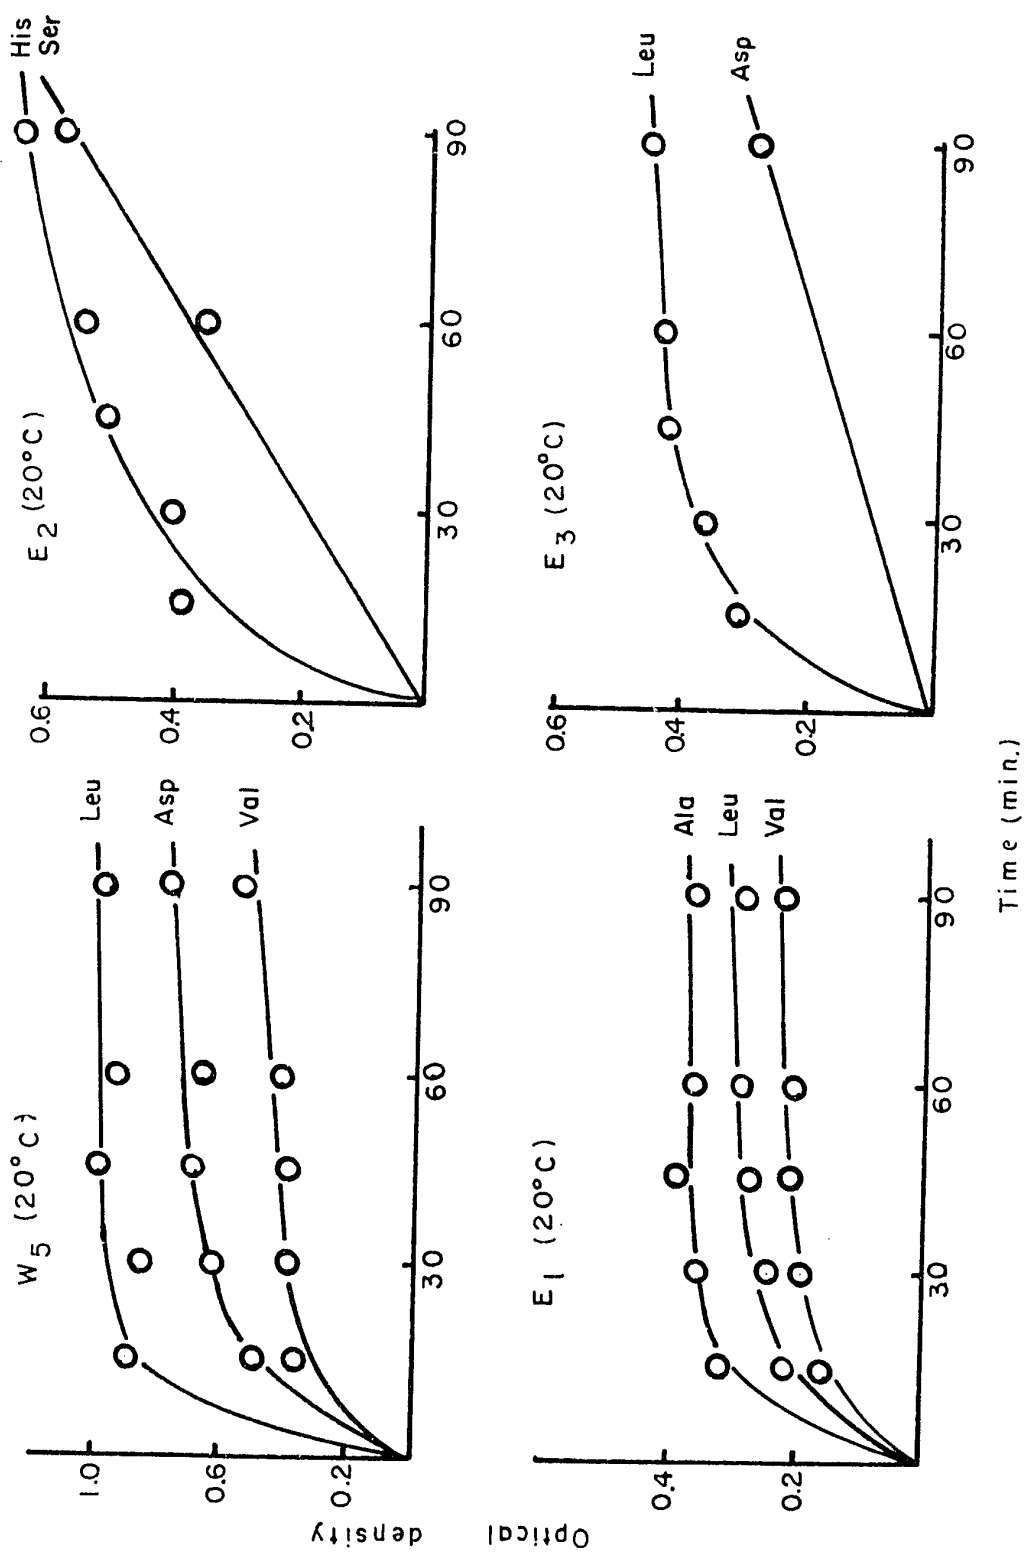 W5 (20°C)
Leu
Asp
Val
1.0
0.6
0.2
30
60
90
E2 (20°C)
His
Ser
0.6
0.4
0.2
30
60
90
E1 (20°C)
Ala
Leu
Val
0.4
0.2
30
60
90
E3 (20°C)
Leu
Asp
0.6
0.4
0.2
30
60
90
Optical
density
Time (min.)